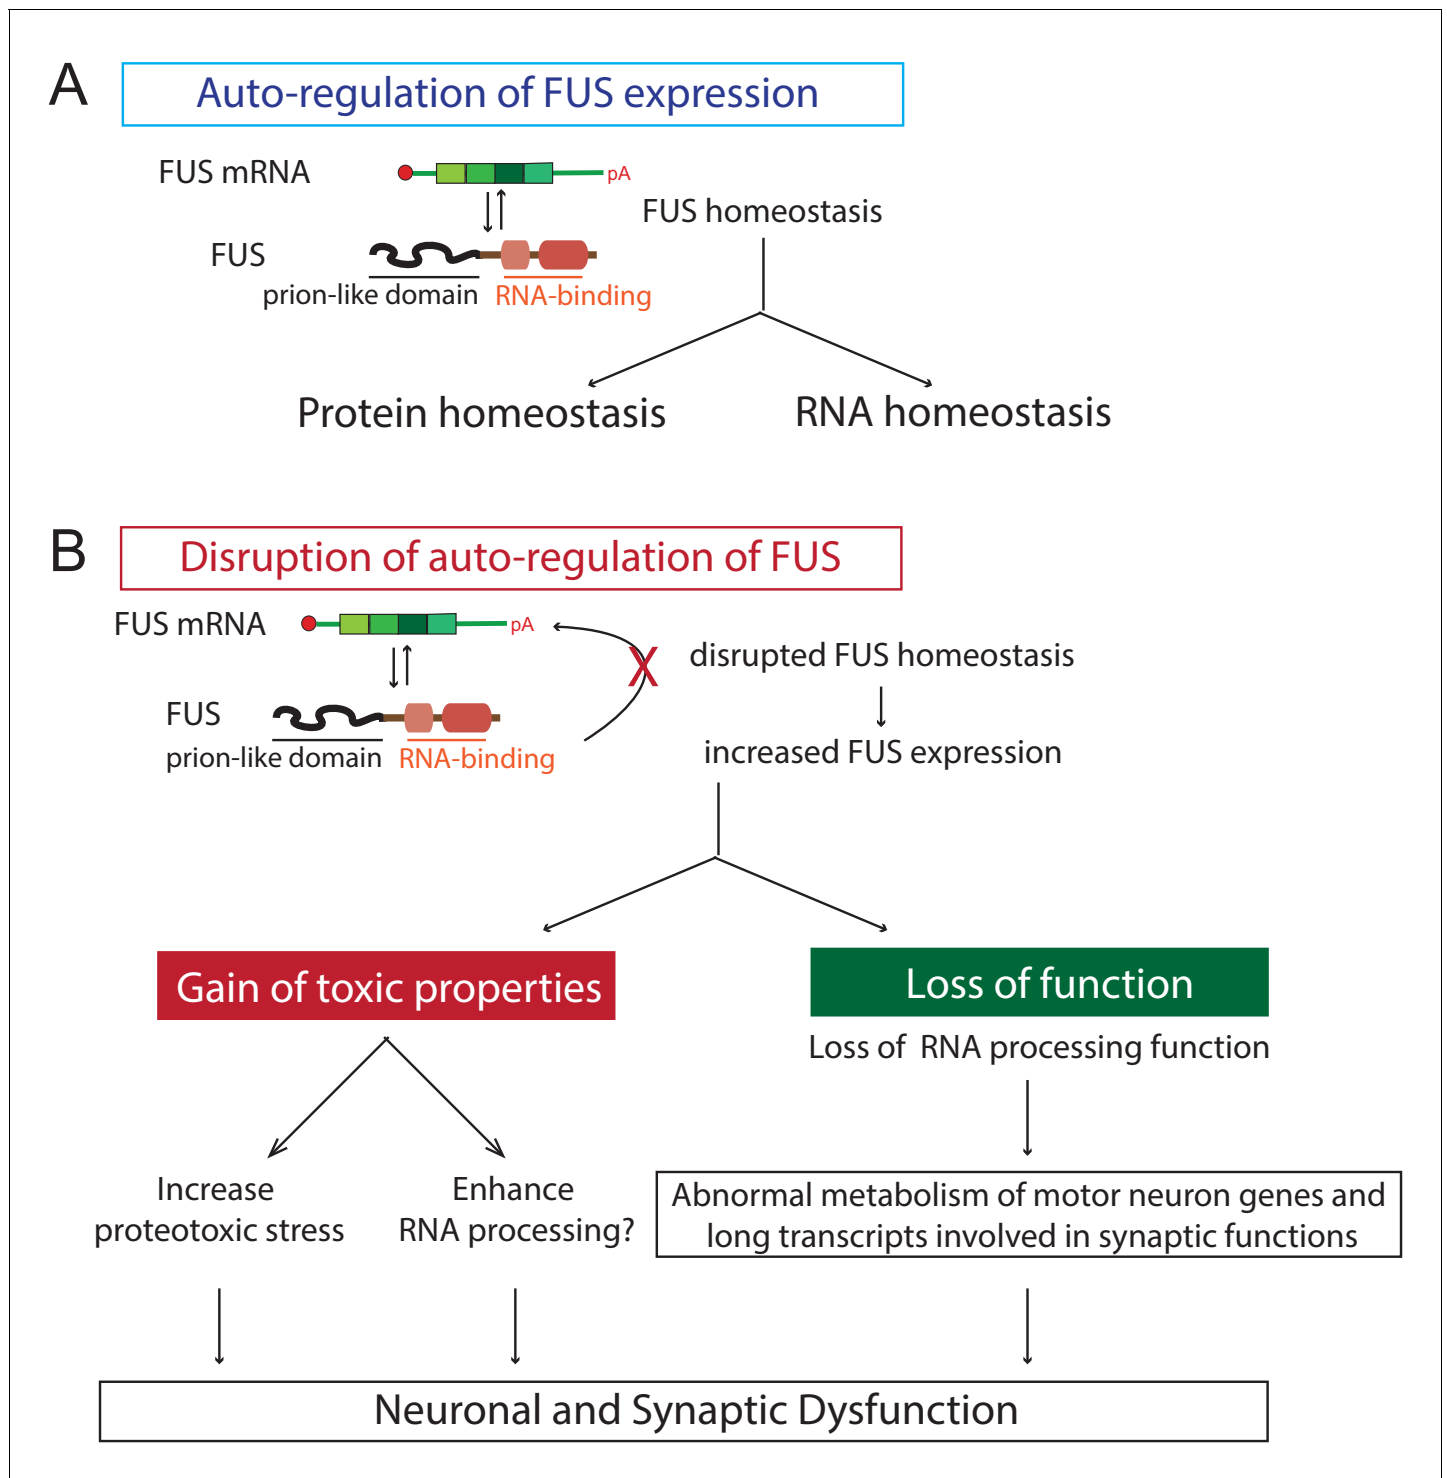 A
Auto-regulation of FUS expression
FUS mRNA
pA
FUS homeostasis
FUS
prion-like domain
RNA-binding
Protein homeostasis
RNA homeostasis
B
Disruption of auto-regulation of FUS
FUS mRNA
pA
X
disrupted FUS homeostasis
FUS
prion-like domain
RNA-binding
increased FUS expression
Gain of toxic properties
Loss of function
Loss of RNA processing function
Increase
proteotoxic stress
Enhance
RNA processing?
Abnormal metabolism of motor neuron genes and
long transcripts involved in synaptic functions
Neuronal and Synaptic Dysfunction